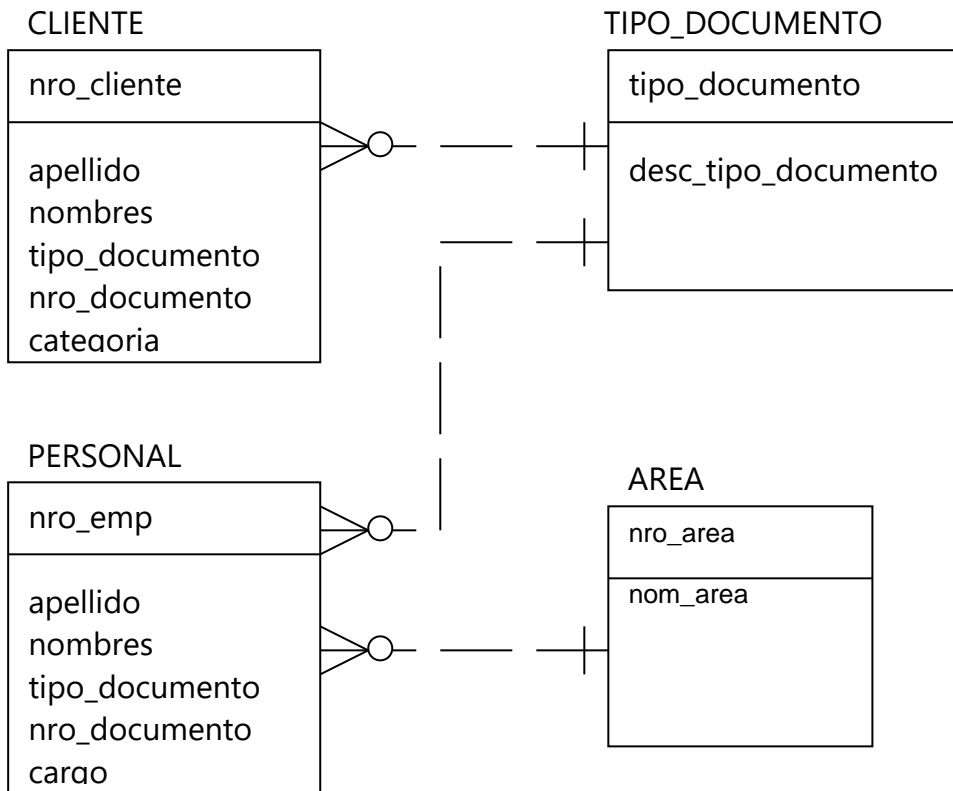 CLIENTE
nro_cliente
apellido
nombres
tipo_documento
nro_documento
categoria
TIPO_DOCUMENTO
tipo_documento
desc_tipo_documento
PERSONAL
nro_emp
apellido
nombres
tipo_documento
nro_documento
cargo
AREA
nro_area
nom_area